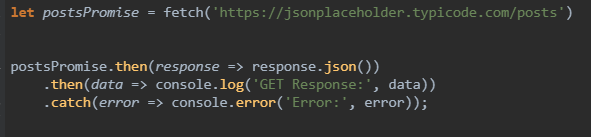 let postsPromise = fetch('https://jsonplaceholder.typicode.com/posts')
postsPromise.then(response => response.json())
.then(data => console.log('GET Response:', data))
.catch(error => console.error('Error:', error));